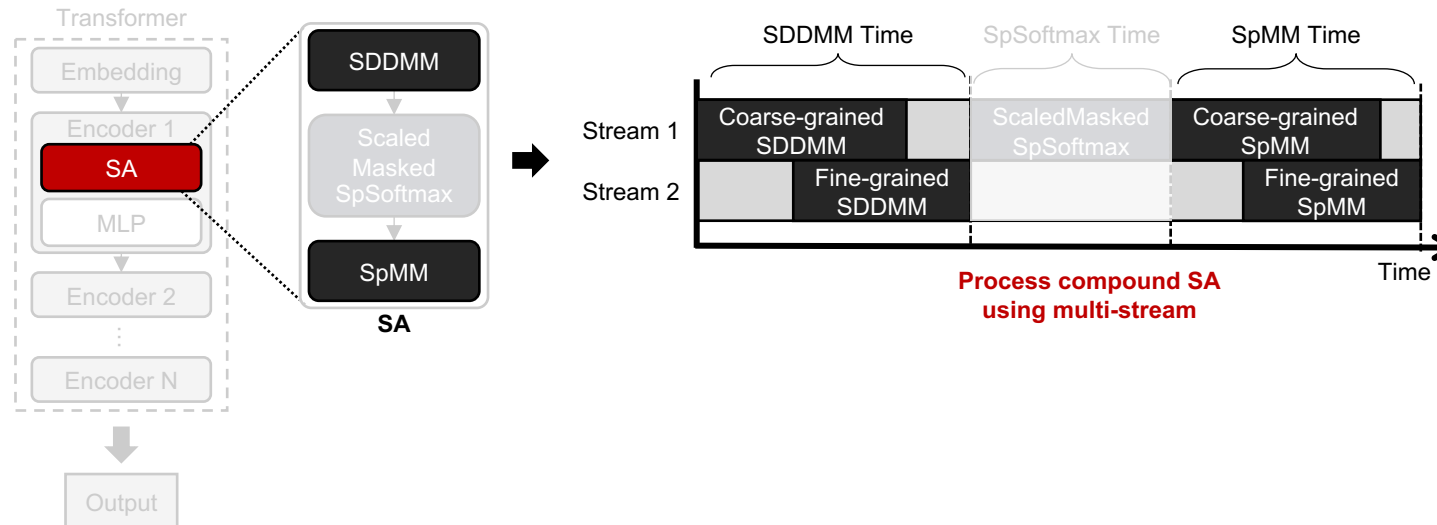 Transformer
Embedding
Encoder 1
SA
MLP
Encoder 2
⋮
Encoder N
Output
SDDMM
Scaled
Masked
SpSoftmax
SpMM
SA
SDDMM Time
SpSoftmax Time
SpMM Time
Stream 1
Coarse-grained
SDDMM
ScaledMasked
SpSoftmax
Coarse-grained
SpMM
Stream 2
Fine-grained
SDDMM
Fine-grained
SpMM
Time
Process compound SA
using multi-stream